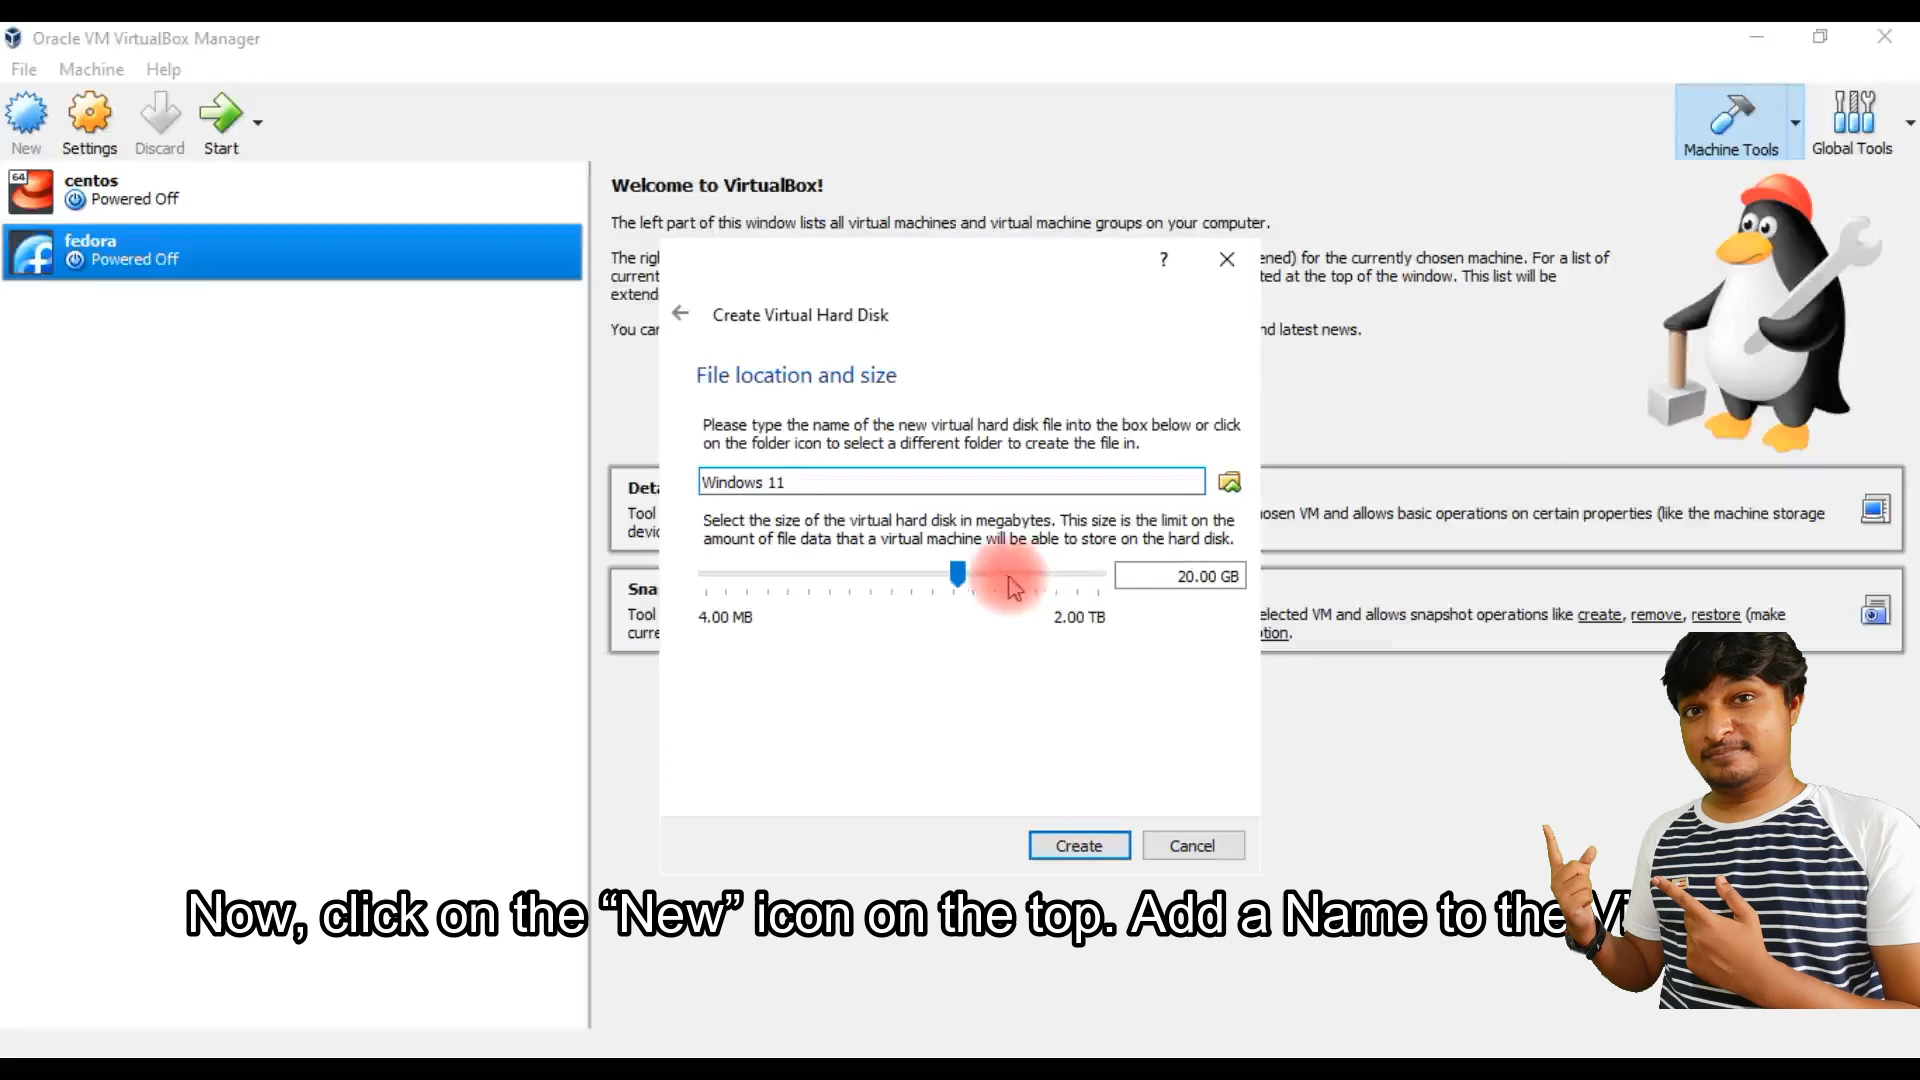 Oracle VM VirtualBox Manager
File Machine Help
New Settings Discard Start
Machine Tools Global Tools
64
centos
Powered Off
fedora
Powered Off
Welcome to VirtualBox!
The left part of this window lists all virtual machines and virtual machine groups on your computer.
The rig ened) for the currently chosen machine. For a list of
current ted at the top of the window. This list will be
extend
You car nd latest news.
?
Create Virtual Hard Disk
File location and size
Please type the name of the new virtual hard disk file into the box below or click
on the folder icon to select a different folder to create the file in.
Windows 11
Select the size of the virtual hard disk in megabytes. This size is the limit on the
amount of file data that a virtual machine will be able to store on the hard disk.
20.00 GB
4.00 MB 2.00 TB
Create Cancel
Deta
Tool osen VM and allows basic operations on certain properties (like the machine storage
devic
Sna
Tool elected VM and allows snapshot operations like create, remove, restore (make
curre tion.
Now, click on the “New” icon on the top. Add a Name to the Vi